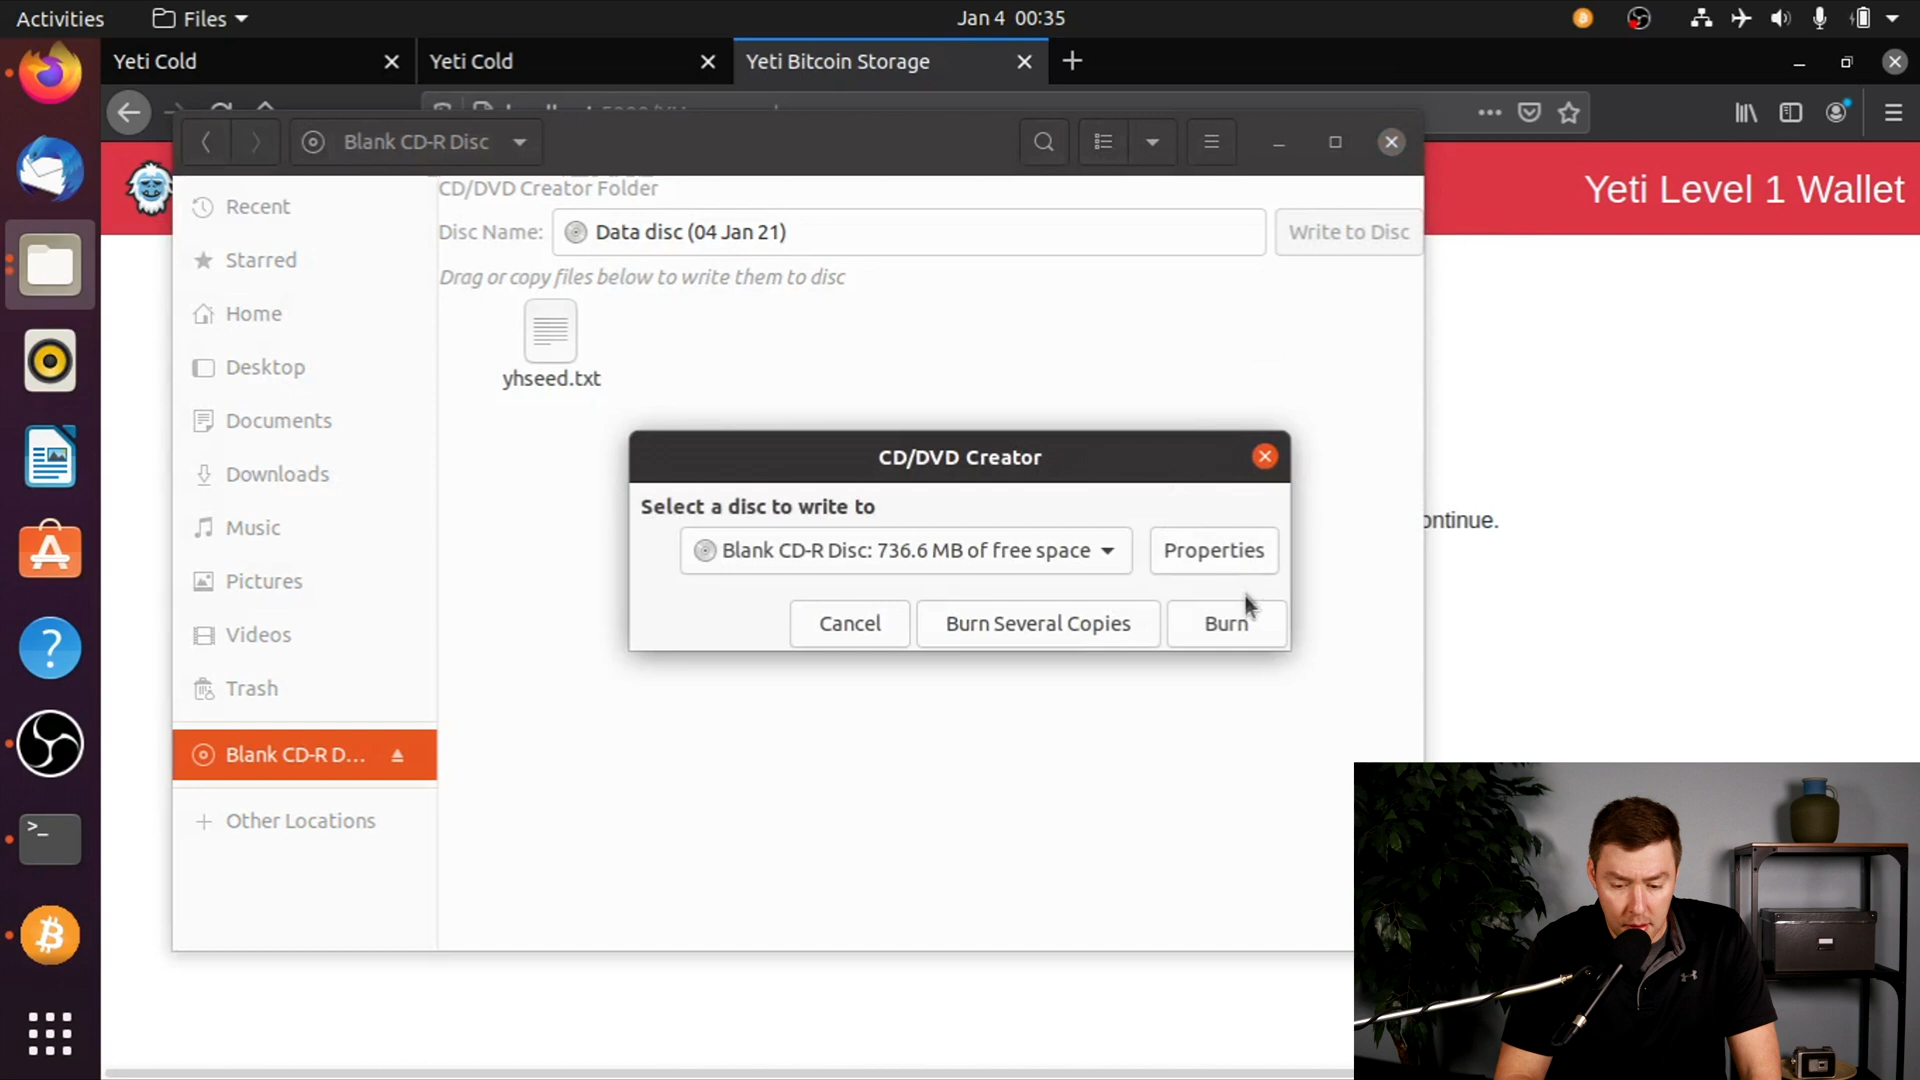 Activities
Files
Jan 4 00:35
Yeti Cold
Yeti Cold
Yeti Bitcoin Storage
Blank CD-R Disc
Yeti Level 1 Wallet
Recent
Starred
Home
Desktop
Documents
Downloads
Music
Pictures
Videos
Trash
Blank CD-R D...
Other Locations
CD/DVD Creator Folder
Disc Name:
Data disc (04 Jan 21)
Write to Disc
Drag or copy files below to write them to disc
yhseed.txt
CD/DVD Creator
Select a disc to write to
Blank CD-R Disc: 736.6 MB of free space
Properties
Cancel
Burn Several Copies
Burn
ontinue.